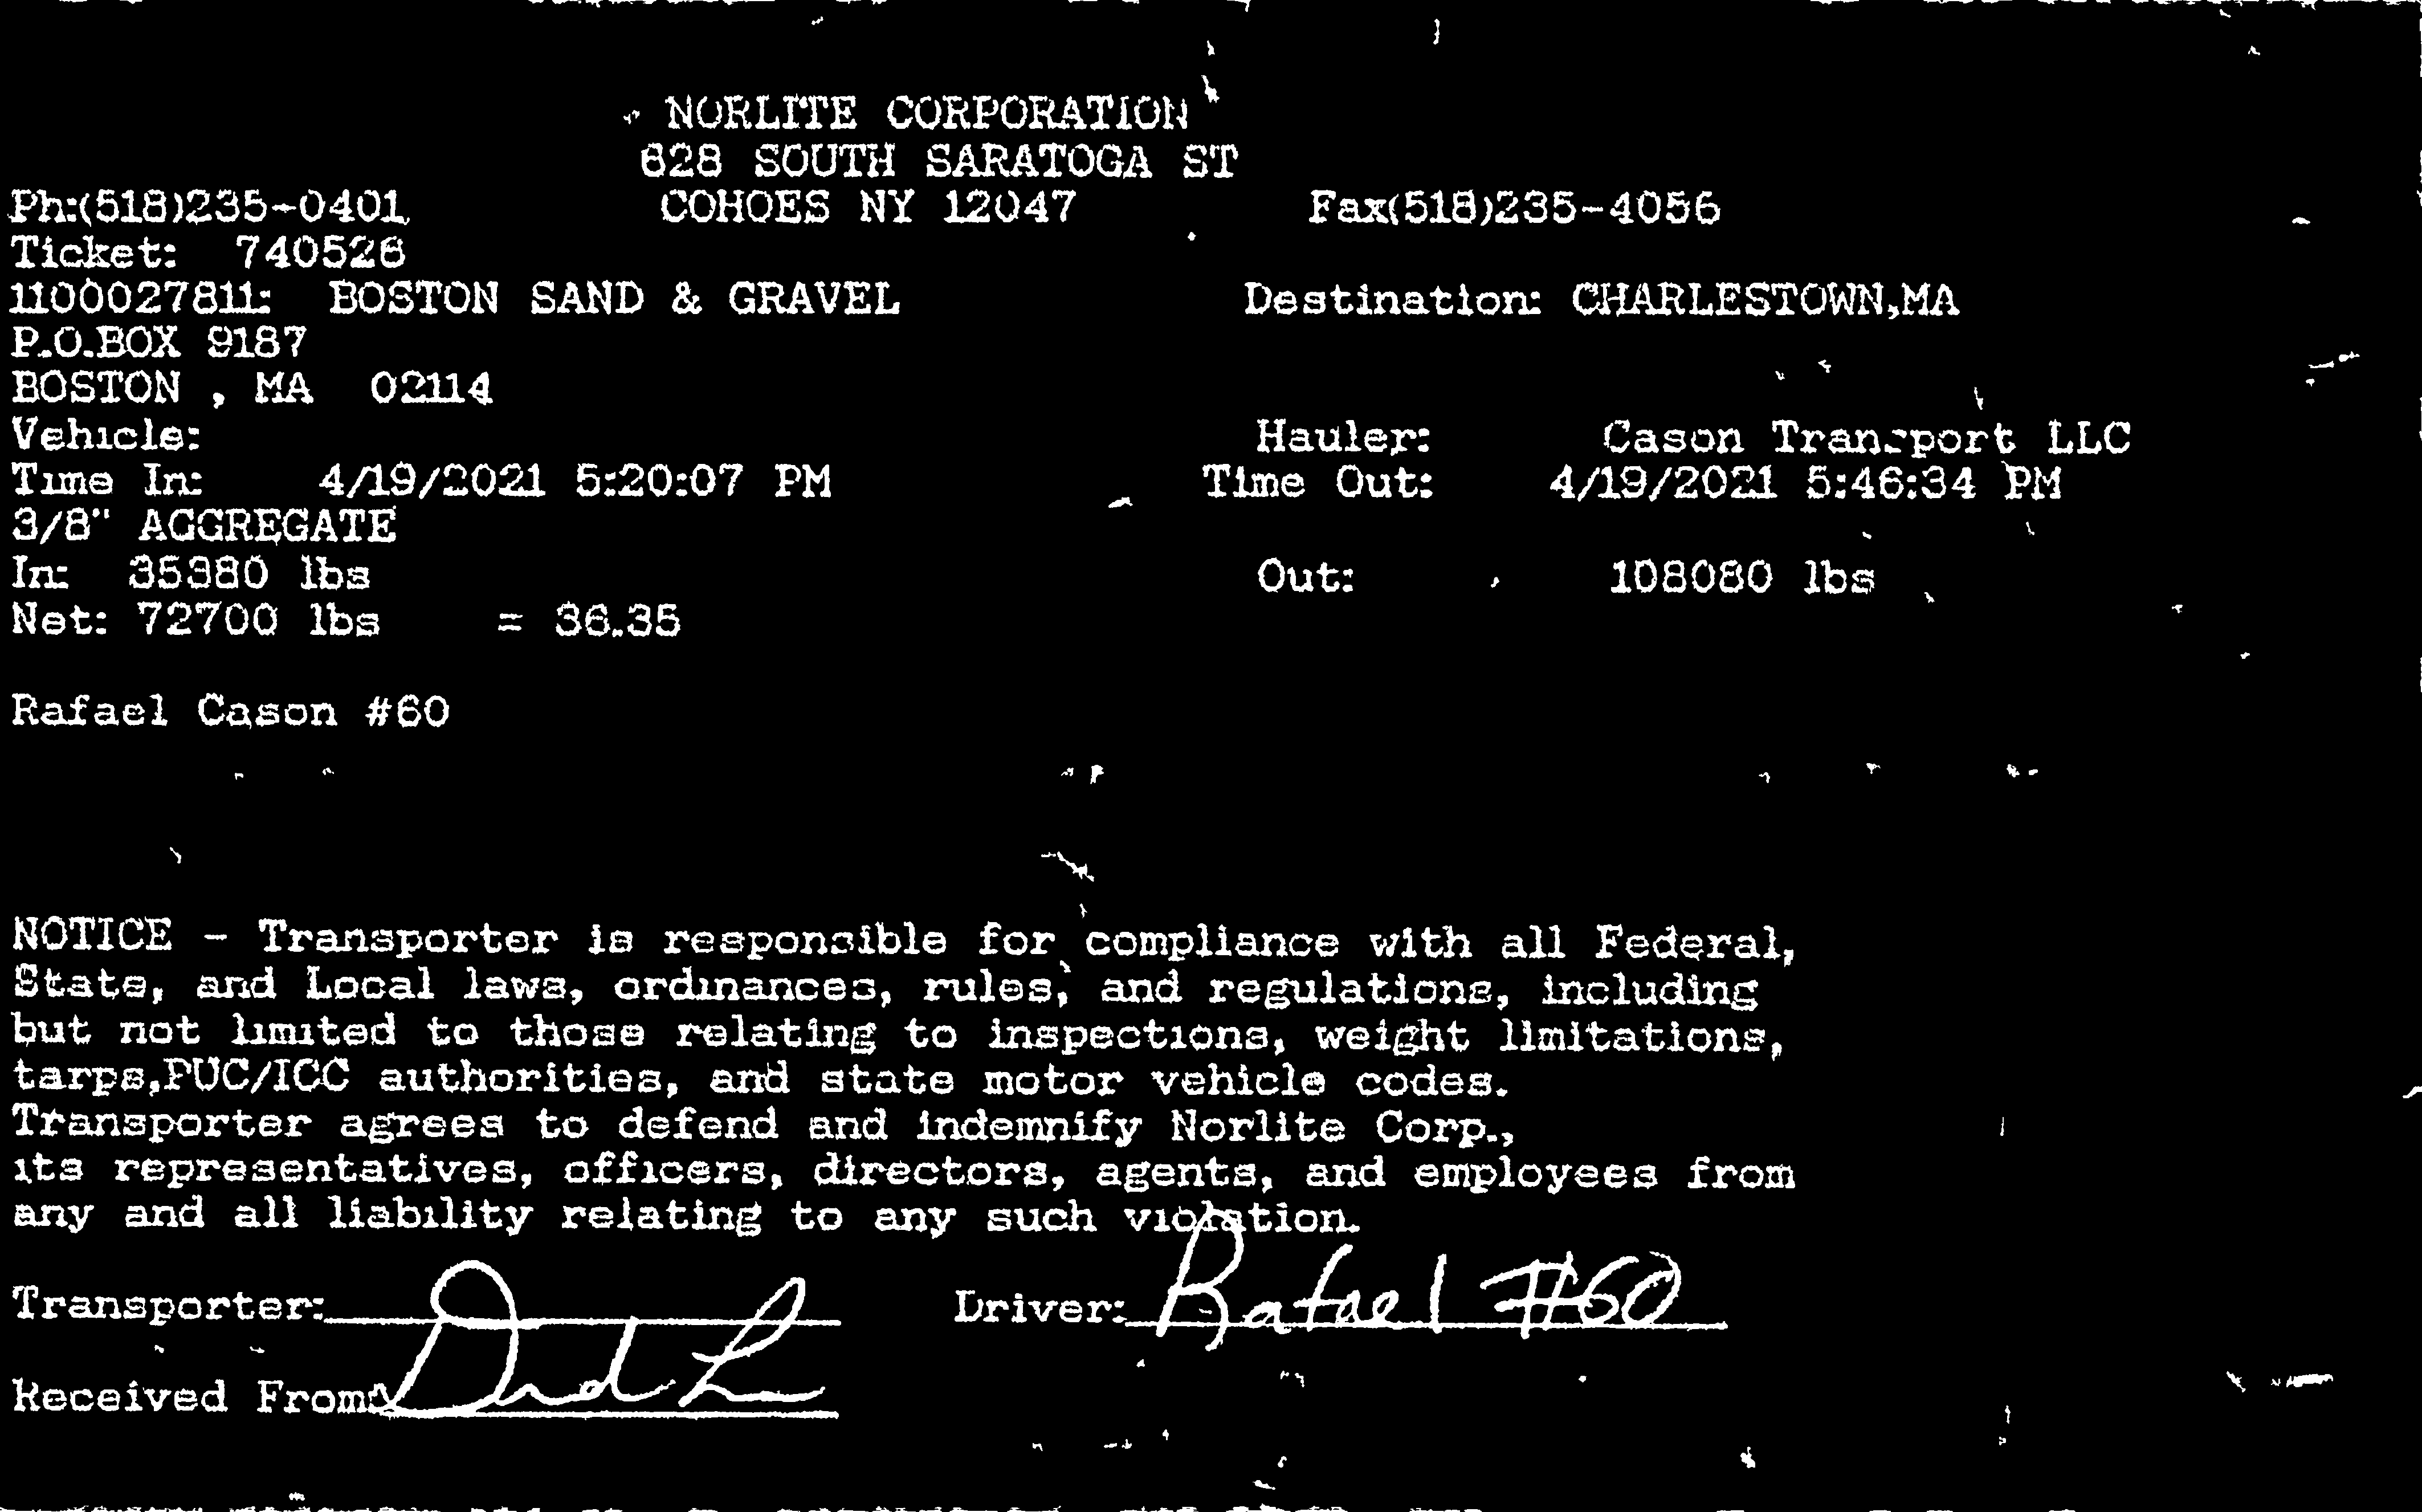 NORLITE CORPORATION
628 SOUTH SARATOGA ST
Ph:(518)235-0401 COHOES NY 12047 Fax(518)235-4056
Ticket: 740526
1100027811: BOSTON SAND & GRAVEL Destination: CHARLESTOWN,MA
P.O.BOX 9187
BOSTON , MA 02114
Vehicle: Hauler: Cason Transport LLC
Time In: 4/19/2021 5:20:07 PM Time Out: 4/19/2021 5:46:34 PM
3/8" AGGREGATE
In: 35380 lbs Out: 108080 lbs
Net: 72700 lbs = 36.35
Rafael Cason #60
NOTICE - Transporter is responsible for compliance with all Federal,
State, and Local laws, ordinances, rules, and regulations, including
but not limited to those relating to inspections, weight limitations,
tarps,PUC/ICC authorities, and state motor vehicle codes.
Transporter agrees to defend and indemnify Norlite Corp.,
its representatives, officers, directors, agents, and employees from
any and all liability relating to any such violation.
Transporter: Driver: Rafael #60
Received From: